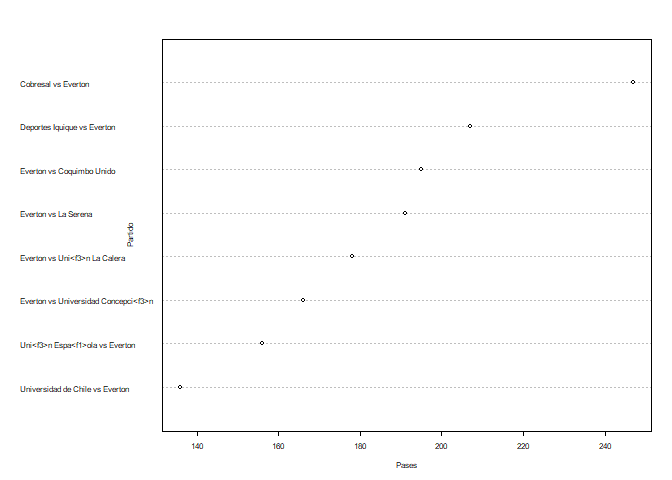 Cobresal vs Everton
Deportes Iquique vs Everton
Everton vs Coquimbo Unido
Everton vs La Serena
Partido
Everton vs Uni<f3>n La Calera
Everton vs Universidad Concepci<f3>n
Uni<f3>n Espa<f1>ola vs Everton
Universidad de Chile vs Everton
140 160 180 200 220 240
Pases